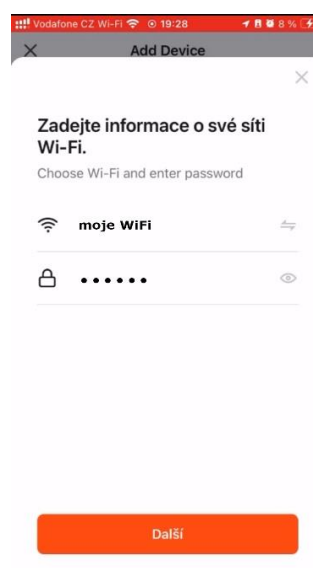 Vodafone CZ Wi-Fi 19:28 8 %
Add Device
Zadejte informace o své síti
Wi-Fi.
Choose Wi-Fi and enter password
moje WiFi
••••••
Další